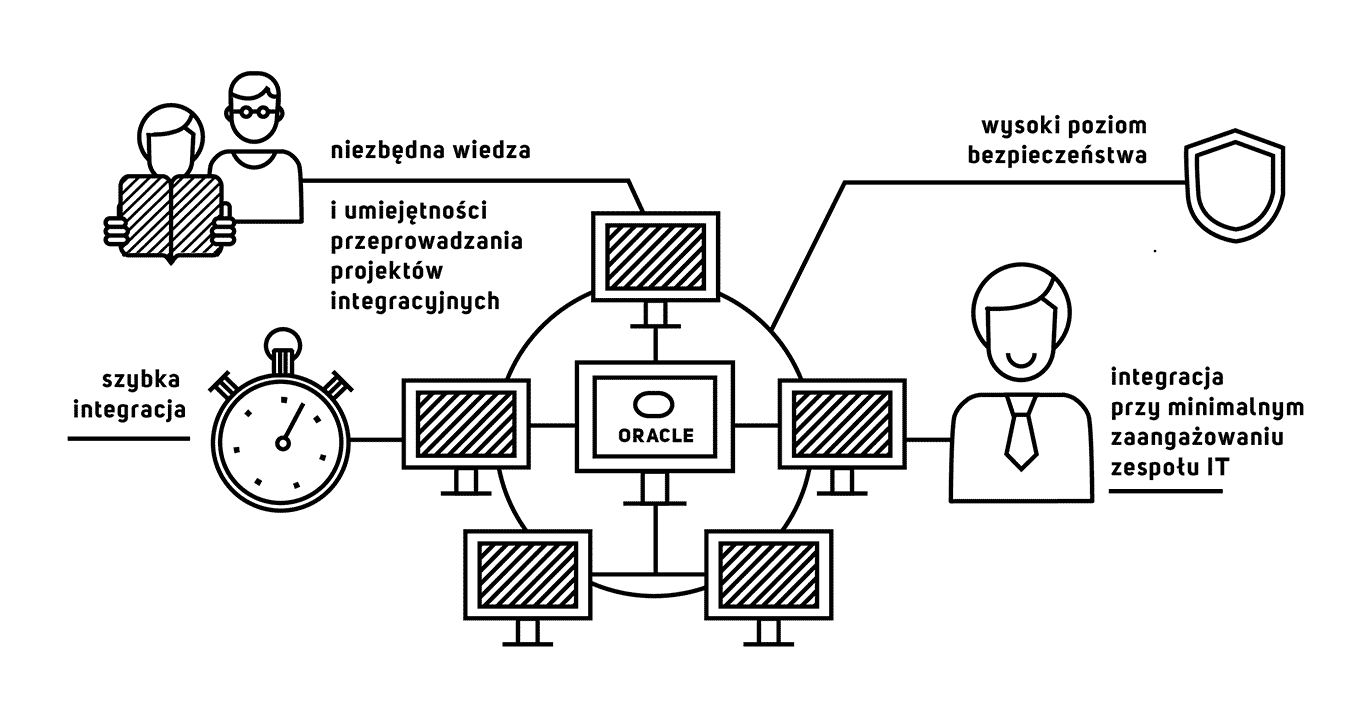 niezbędna wiedza
i umiejętności
przeprowadzania
projektów
integracyjnych
wysoki poziom
bezpieczeństwa
szybka
integracja
ORACLE
integracja
przy minimalnym
zaangażowaniu
zespołu IT